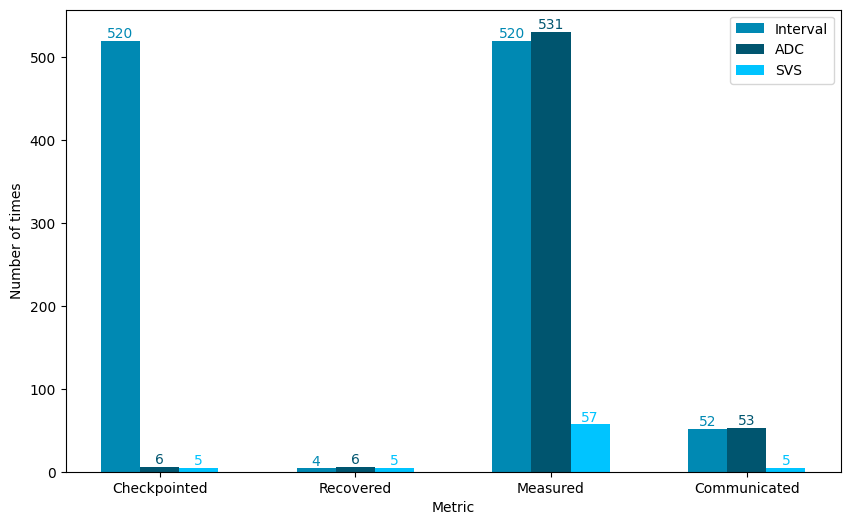 Interval
ADC
SVS
Number of times
500
400
300
200
100
0
520
6
5
4
6
5
520
531
57
52
53
5
Checkpointed
Recovered
Measured
Communicated
Metric